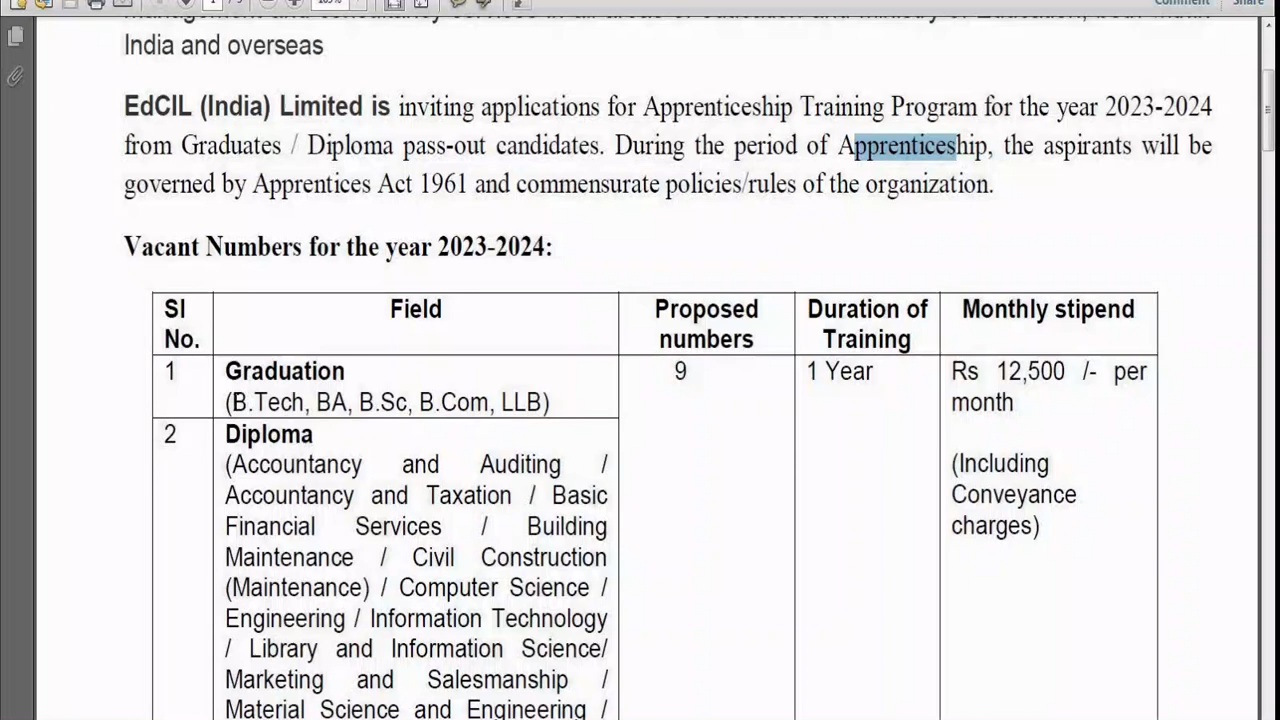 India and overseas
EdCIL (India) Limited is inviting applications for Apprenticeship Training Program for the year 2023-2024
from Graduates / Diploma pass-out candidates. During the period of Apprenticeship, the aspirants will be
governed by Apprentices Act 1961 and commensurate policies/rules of the organization.
Vacant Numbers for the year 2023-2024:
Sl No.
Field
Proposed numbers
Duration of Training
Monthly stipend
1
Graduation
(B.Tech, BA, B.Sc, B.Com, LLB)
9
1 Year
Rs 12,500 /- per
month
(Including
Conveyance
charges)
2
Diploma
(Accountancy and Auditing /
Accountancy and Taxation / Basic
Financial Services / Building
Maintenance / Civil Construction
(Maintenance) / Computer Science /
Engineering / Information Technology
/ Library and Information Science/
Marketing and Salesmanship /
Material Science and Engineering /